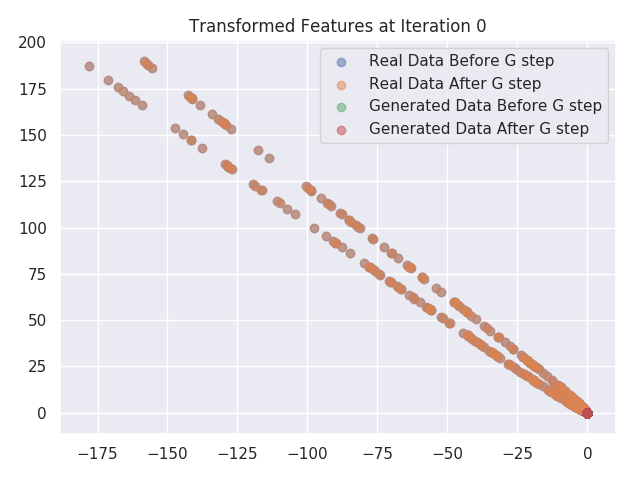 Transformed Features at Iteration 0
Real Data Before G step
Real Data After G step
Generated Data Before G step
Generated Data After G step
200
175
150
125
100
75
50
25
0
−175 −150 −125 −100 −75 −50 −25 0